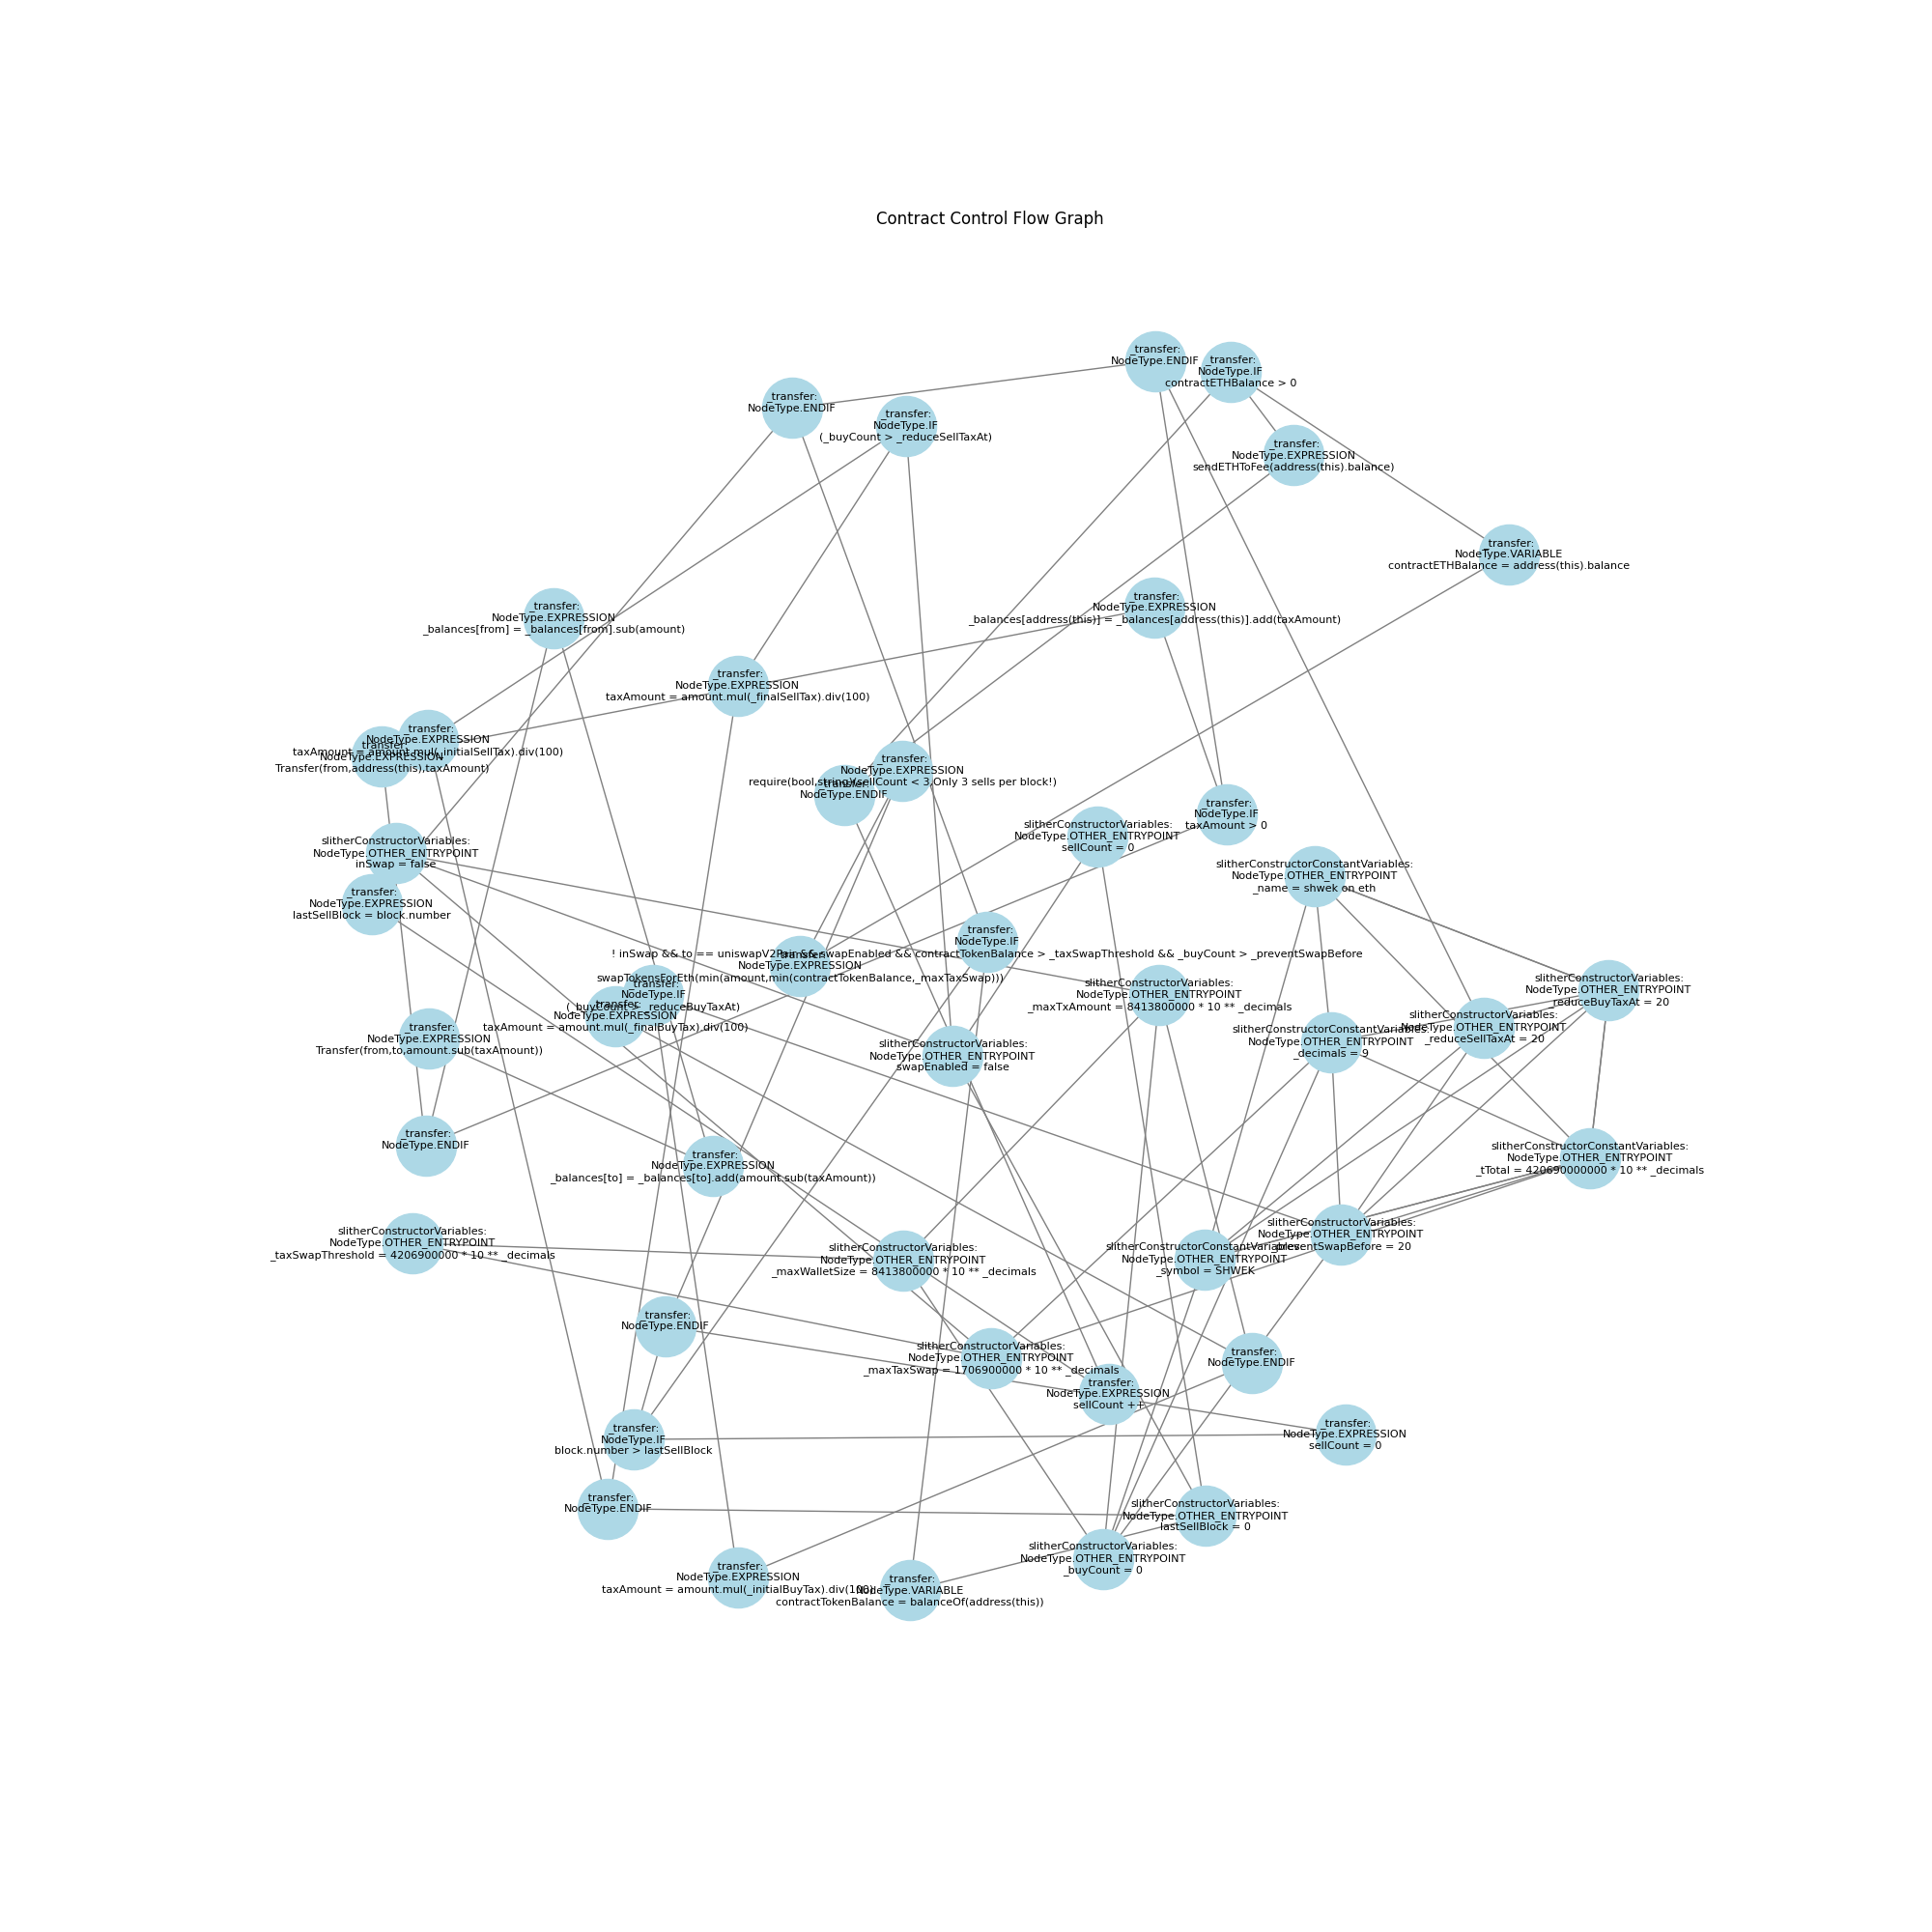 Contract Control Flow Graph
_transfer:
NodeType.ENDIF
_transfer:
NodeType.IF
contractETHBalance > 0
_transfer:
NodeType.ENDIF
_transfer:
NodeType.IF
(_buyCount > _reduceSellTaxAt)
_transfer:
NodeType.EXPRESSION
sendETHToFee(address(this).balance)
_transfer:
NodeType.VARIABLE
contractETHBalance = address(this).balance
_transfer:
NodeType.EXPRESSION
_balances[from] = _balances[from].sub(amount)
_transfer:
NodeType.EXPRESSION
_balances[address(this)] = _balances[address(this)].add(taxAmount)
_transfer:
NodeType.EXPRESSION
taxAmount = amount.mul(_finalSellTax).div(100)
_transfer:
NodeType.EXPRESSION
taxAmount = amount.mul(_initialSellTax).div(100)
_transfer:
NodeType.EXPRESSION
Transfer(from,address(this),taxAmount)
_transfer:
NodeType.EXPRESSION
require(bool,string)(sellCount < 3,Only 3 sells per block!)
_transfer:
NodeType.ENDIF
_transfer:
NodeType.IF
taxAmount > 0
slitherConstructorVariables:
NodeType.OTHER_ENTRYPOINT
sellCount = 0
slitherConstructorVariables:
NodeType.OTHER_ENTRYPOINT
inSwap = false
slitherConstructorConstantVariables:
NodeType.OTHER_ENTRYPOINT
_name = shwek on eth
_transfer:
NodeType.EXPRESSION
lastSellBlock = block.number
_transfer:
NodeType.IF
! inSwap && to == uniswapV2Pair && swapEnabled && contractTokenBalance > _taxSwapThreshold && _buyCount > _preventSwapBefore
_transfer:
NodeType.EXPRESSION
swapTokensForEth(min(amount,min(contractTokenBalance,_maxTaxSwap)))
slitherConstructorVariables:
NodeType.OTHER_ENTRYPOINT
_maxTxAmount = 8413800000 * 10 ** _decimals
slitherConstructorVariables:
NodeType.OTHER_ENTRYPOINT
_reduceBuyTaxAt = 20
_transfer:
NodeType.IF
(_buyCount > _reduceBuyTaxAt)
_transfer:
NodeType.EXPRESSION
taxAmount = amount.mul(_finalBuyTax).div(100)
slitherConstructorVariables:
NodeType.OTHER_ENTRYPOINT
_reduceSellTaxAt = 20
slitherConstructorConstantVariables:
NodeType.OTHER_ENTRYPOINT
_decimals = 9
_transfer:
NodeType.EXPRESSION
Transfer(from,to,amount.sub(taxAmount))
slitherConstructorVariables:
NodeType.OTHER_ENTRYPOINT
swapEnabled = false
_transfer:
NodeType.ENDIF
slitherConstructorConstantVariables:
NodeType.OTHER_ENTRYPOINT
_tTotal = 420690000000 * 10 ** _decimals
_transfer:
NodeType.EXPRESSION
_balances[to] = _balances[to].add(amount.sub(taxAmount))
slitherConstructorVariables:
NodeType.OTHER_ENTRYPOINT
_taxSwapThreshold = 4206900000 * 10 ** _decimals
slitherConstructorVariables:
NodeType.OTHER_ENTRYPOINT
_preventSwapBefore = 20
slitherConstructorVariables:
NodeType.OTHER_ENTRYPOINT
_maxWalletSize = 8413800000 * 10 ** _decimals
slitherConstructorConstantVariables:
NodeType.OTHER_ENTRYPOINT
_symbol = SHWEK
_transfer:
NodeType.ENDIF
slitherConstructorVariables:
NodeType.OTHER_ENTRYPOINT
_maxTaxSwap = 1706900000 * 10 ** _decimals
_transfer:
NodeType.ENDIF
_transfer:
NodeType.EXPRESSION
sellCount ++
_transfer:
NodeType.IF
block.number > lastSellBlock
_transfer:
NodeType.EXPRESSION
sellCount = 0
_transfer:
NodeType.ENDIF
slitherConstructorVariables:
NodeType.OTHER_ENTRYPOINT
lastSellBlock = 0
slitherConstructorVariables:
NodeType.OTHER_ENTRYPOINT
_buyCount = 0
_transfer:
NodeType.EXPRESSION
taxAmount = amount.mul(_initialBuyTax).div(100)
_transfer:
NodeType.VARIABLE
contractTokenBalance = balanceOf(address(this))